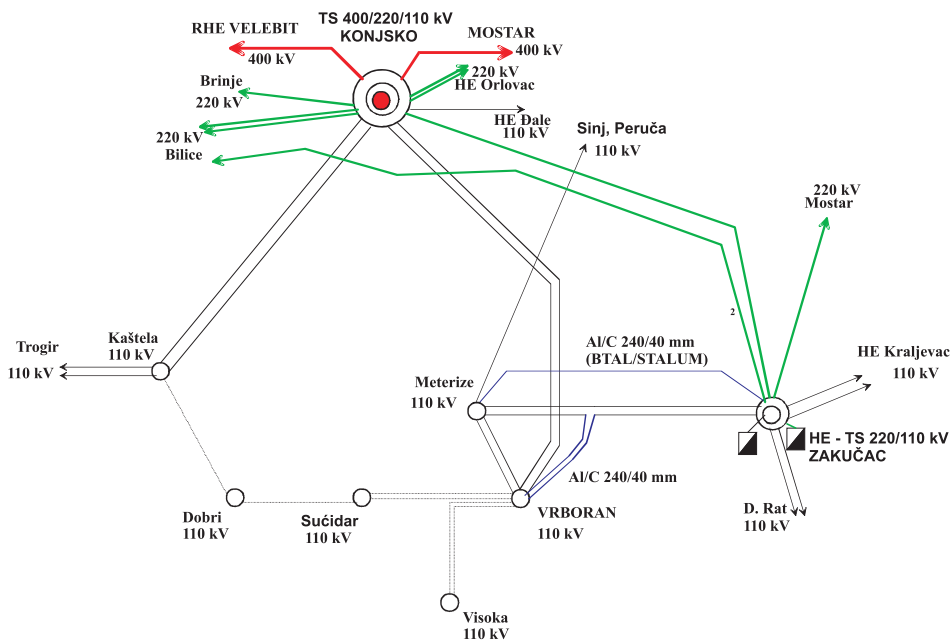 TS 400/220/110 kV
KONJSKO
RHE VELEBIT
400 kV
MOSTAR
400 kV
220 kV
HE Orlovac
Brinje
220 kV
HE Đale
110 kV
220 kV
Bilice
Sinj, Peruča
110 kV
220 kV
Mostar
2
Trogir
110 kV
Kaštela
110 kV
Al/C 240/40 mm
(BTAL/STALUM)
HE Kraljevac
110 kV
Meterize
110 kV
HE - TS 220/110 kV
ZAKUČAC
Al/C 240/40 mm
Dobri
110 kV
Sućidar
110 kV
VRBORAN
110 kV
D. Rat
110 kV
Visoka
110 kV